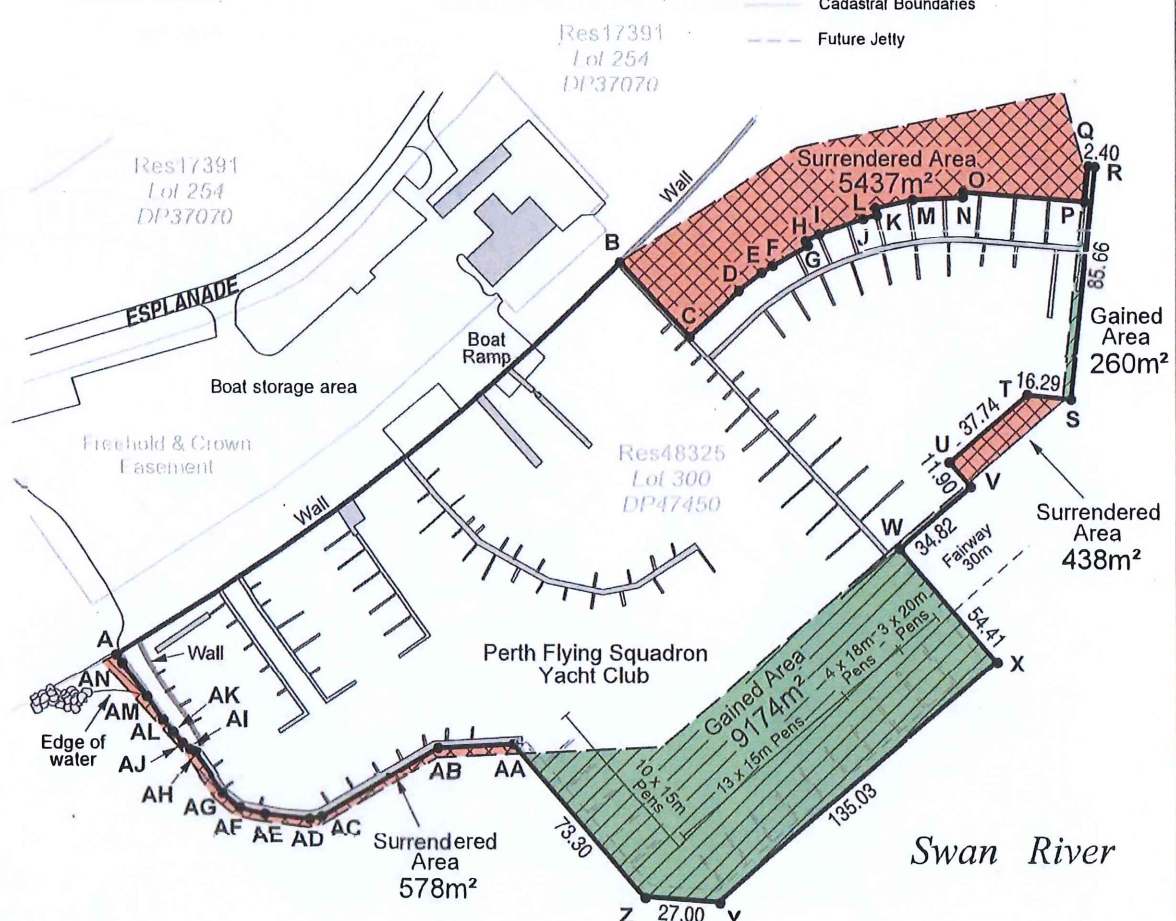 Cadastral Boundaries
Future Jetty
Res17391
Lot 254
DP37070
Res17391
Lot 254
DP37070
ESPLANADE
Boat storage area
Freehold & Crown
Easement
Boat
Ramp
Wall
Wall
Surrendered Area
5437m²
B
C
D
E
F
G
H
I
J
L
K
M
N
O
P
Q
2.40
R
85.66
Gained
Area
260m²
Res48325
Lot 300
DP47450
T
16.29
S
37.74
U
11.90
V
Surrendered
Area
438m²
W
34.82
Fairway
30m
54.41
X
Perth Flying Squadron
Yacht Club
Gained Area
9174m²
4 x 18m
Pens
3 x 20m
Pens
13 x 15m Pens
10 x 15m
Pens
135.03
73.30
Z
27.00
Y
Swan River
A
Wall
AN
AM
AK
AL
AI
Edge of
water
AJ
AH
AG
AF
AE
AD
AC
AB
AA
Surrendered
Area
578m²